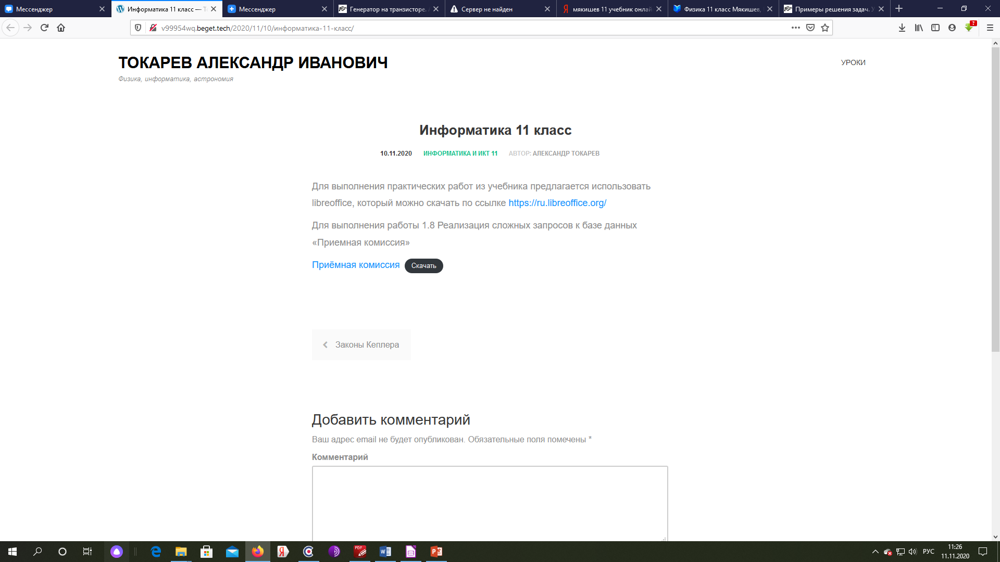 Мессенджер
Информатика 11 класс —
Мессенджер
Генератор на транзисторе.
Сервер не найден
мякишев 11 учебник онлай
Физика 11 класс Мякишев,
Примеры решения задач.
v99954wq.beget.tech/2020/11/10/информатика-11-класс/
ТОКАРЕВ АЛЕКСАНДР ИВАНОВИЧ
УРОКИ
Физика, информатика, астрономия
Информатика 11 класс
10.11.2020 ИНФОРМАТИКА И ИКТ 11 АВТОР: АЛЕКСАНДР ТОКАРЕВ
Для выполнения практических работ из учебника предлагается использовать
libreoffice, который можно скачать по ссылке https://ru.libreoffice.org/
Для выполнения работы 1.8 Реализация сложных запросов к базе данных
«Приемная комиссия»
Приёмная комиссия Скачать
Законы Кеплера
Добавить комментарий
Ваш адрес email не будет опубликован. Обязательные поля помечены *
Комментарий
РУС
11:26
11.11.2020